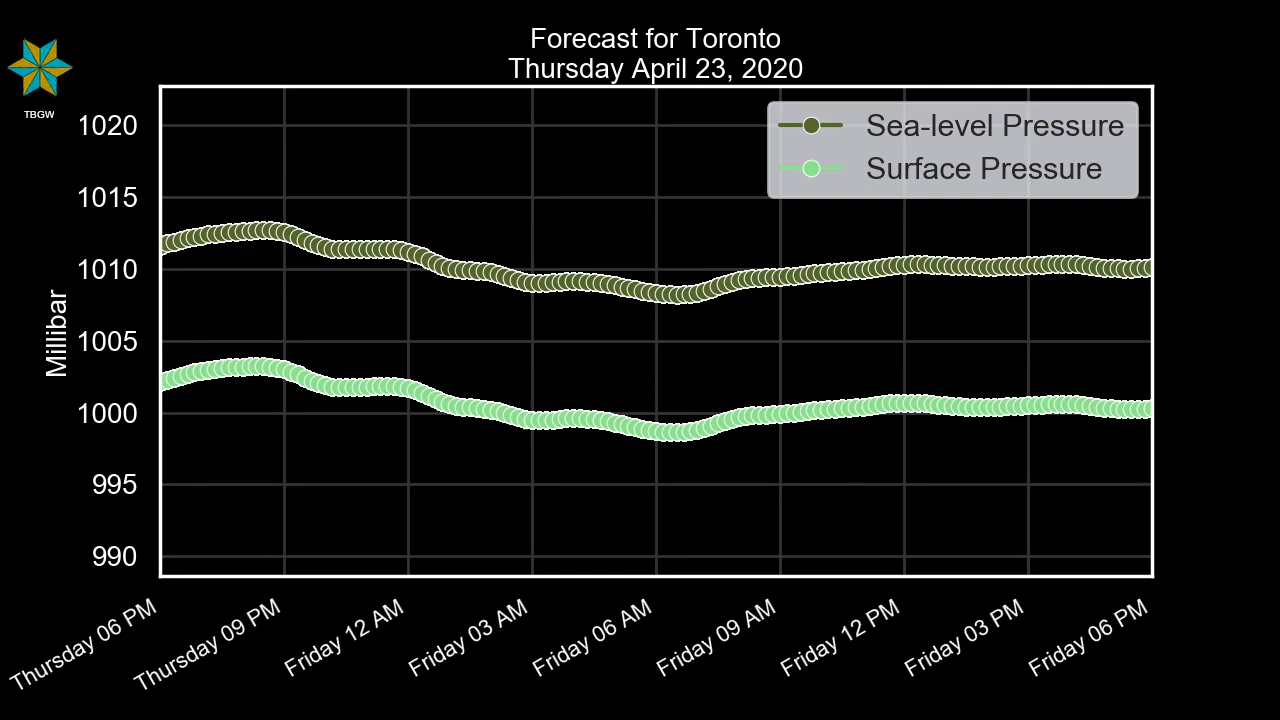 Forecast for Toronto
Thursday April 23, 2020
TBGW
Sea-level Pressure
Surface Pressure
Millibar
1020
1015
1010
1005
1000
995
990
Thursday 06 PM
Thursday 09 PM
Friday 12 AM
Friday 03 AM
Friday 06 AM
Friday 09 AM
Friday 12 PM
Friday 03 PM
Friday 06 PM